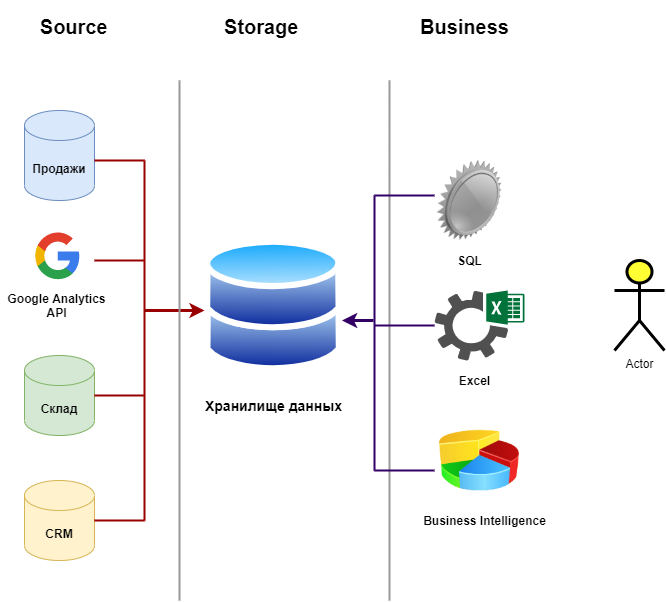 Source
Storage
Business
Продажи
Google Analytics
API
Склад
CRM
Хранилище данных
SQL
X
Excel
Business Intelligence
Actor